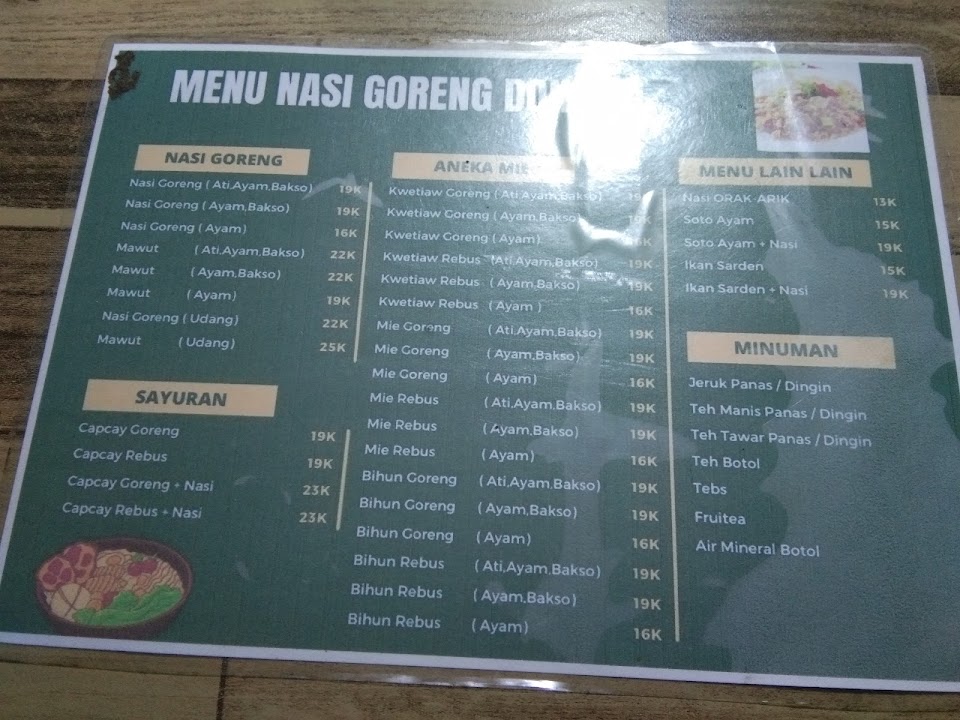 MENU NASI GORENG
NASI GORENG
Nasi Goreng ( Ati,Ayam,Bakso) 19K
Nasi Goreng ( Ayam,Bakso) 19K
Nasi Goreng ( Ayam) 16K
Mawut ( Ati,Ayam,Bakso) 22K
Mawut ( Ayam,Bakso) 22K
Mawut ( Ayam) 19K
Nasi Goreng ( Udang) 22K
Mawut ( Udang) 25K
SAYURAN
Capcay Goreng 19K
Capcay Rebus 19K
Capcay Goreng + Nasi 23K
Capcay Rebus + Nasi 23K
ANEKA MIE
Kwetiaw Goreng ( Ati,Ayam,Bakso)
Kwetiaw Goreng ( Ayam,Bakso)
Kwetiaw Goreng ( Ayam)
Kwetiaw Rebus (Ati,Ayam,Bakso) 19K
Kwetiaw Rebus ( Ayam,Bakso) 19K
Kwetiaw Rebus ( Ayam ) 16K
Mie Goreng ( Ati,Ayam,Bakso) 19K
Mie Goreng ( Ayam,Bakso) 19K
Mie Goreng ( Ayam) 16K
Mie Rebus ( Ati,Ayam,Bakso) 19K
Mie Rebus ( Ayam,Bakso) 19K
Mie Rebus ( Ayam) 16K
Bihun Goreng ( Ati,Ayam,Bakso) 19K
Bihun Goreng ( Ayam,Bakso) 19K
Bihun Goreng ( Ayam) 16K
Bihun Rebus ( Ati,Ayam,Bakso) 19K
Bihun Rebus ( Ayam,Bakso) 19K
Bihun Rebus ( Ayam) 16K
MENU LAIN LAIN
Nasi ORAK-ARIK 13K
Soto Ayam 15K
Soto Ayam + Nasi 19K
Ikan Sarden 15K
Ikan Sarden + Nasi 19K
MINUMAN
Jeruk Panas / Dingin
Teh Manis Panas / Dingin
Teh Tawar Panas / Dingin
Teh Botol
Tebs
Fruitea
Air Mineral Botol